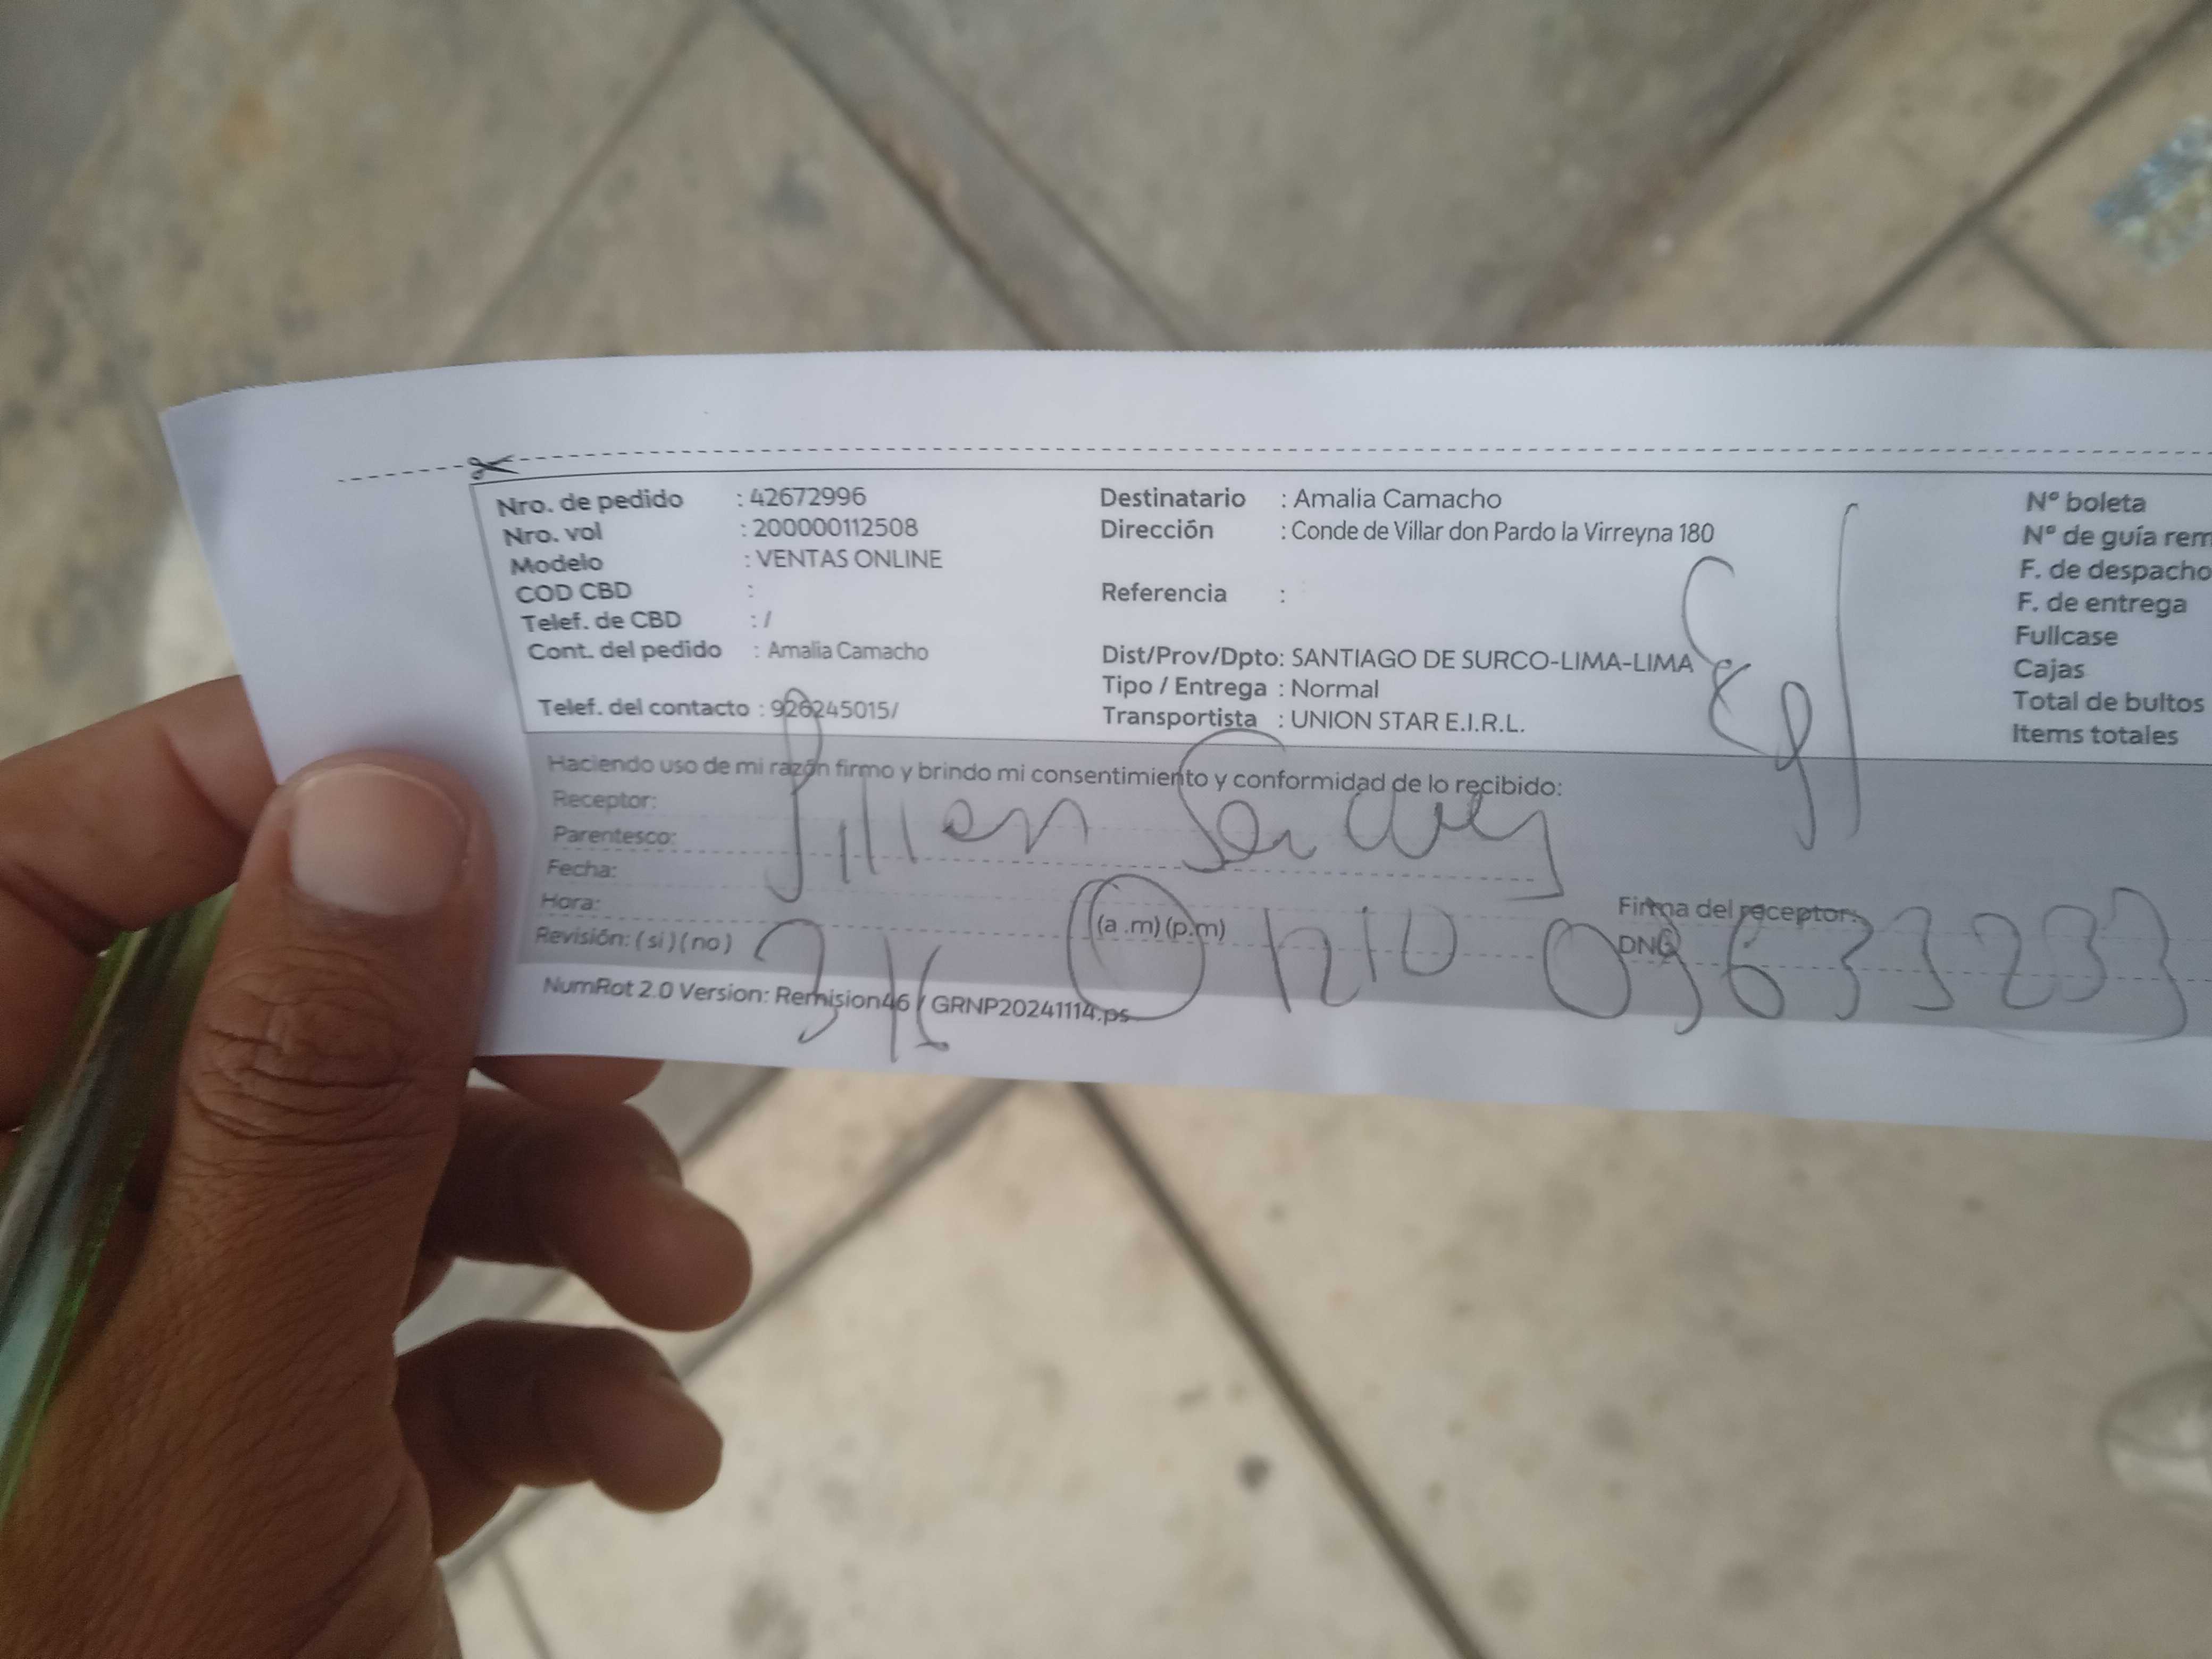 Nro. de pedido : 42672996
Nro. vol : 200000112508
Modelo : VENTAS ONLINE
COD CBD :
Telef. de CBD : /
Cont. del pedido : Amalia Camacho
Telef. del contacto : 926245015/
Destinatario : Amalia Camacho
Dirección : Conde de Villar don Pardo la Virreyna 180
Referencia :
Dist/Prov/Dpto: SANTIAGO DE SURCO-LIMA-LIMA
Tipo / Entrega : Normal
Transportista : UNION STAR E.I.R.L.
Nº boleta
Nº de guía rem
F. de despacho
F. de entrega
Fullcase
Cajas
Total de bultos
Items totales
Haciendo uso de mi razón firmo y brindo mi consentimiento y conformidad de lo recibido:
Receptor:
Parentesco:
Fecha:
Hora: (a .m) (p.m)
Revisión: ( si ) ( no )
Firma del receptor:
NumRot 2.0 Version: Remision46 / GRNP20241114.ps